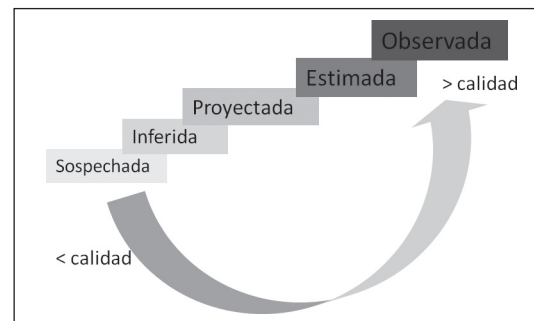 Observada
Estimada
> calidad
Proyectada
Inferida
Sospechada
< calidad